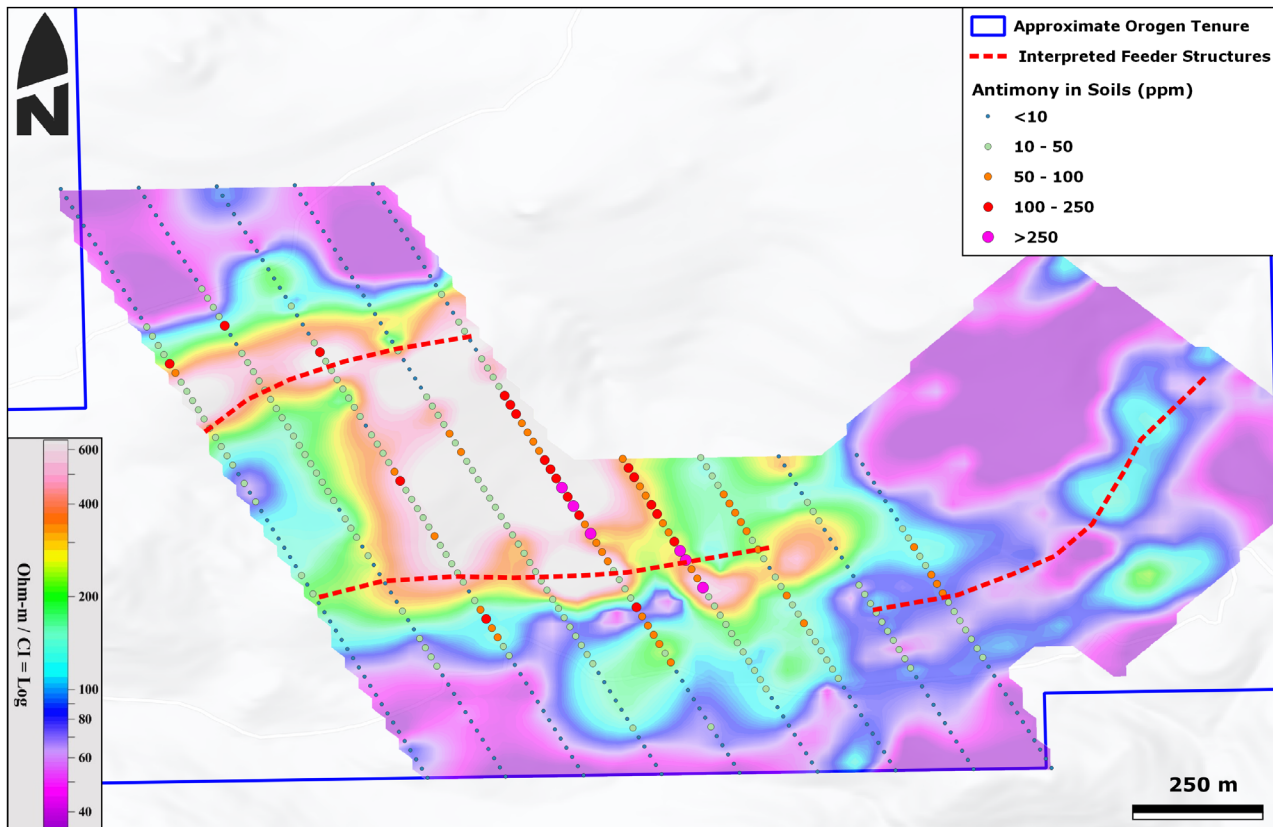 N
Approximate Orogen Tenure
Interpreted Feeder Structures
Antimony in Soils (ppm)
<10
10 - 50
50 - 100
100 - 250
>250
600
400
200
100
80
60
40
Ohm-m / CI = Log
250 m